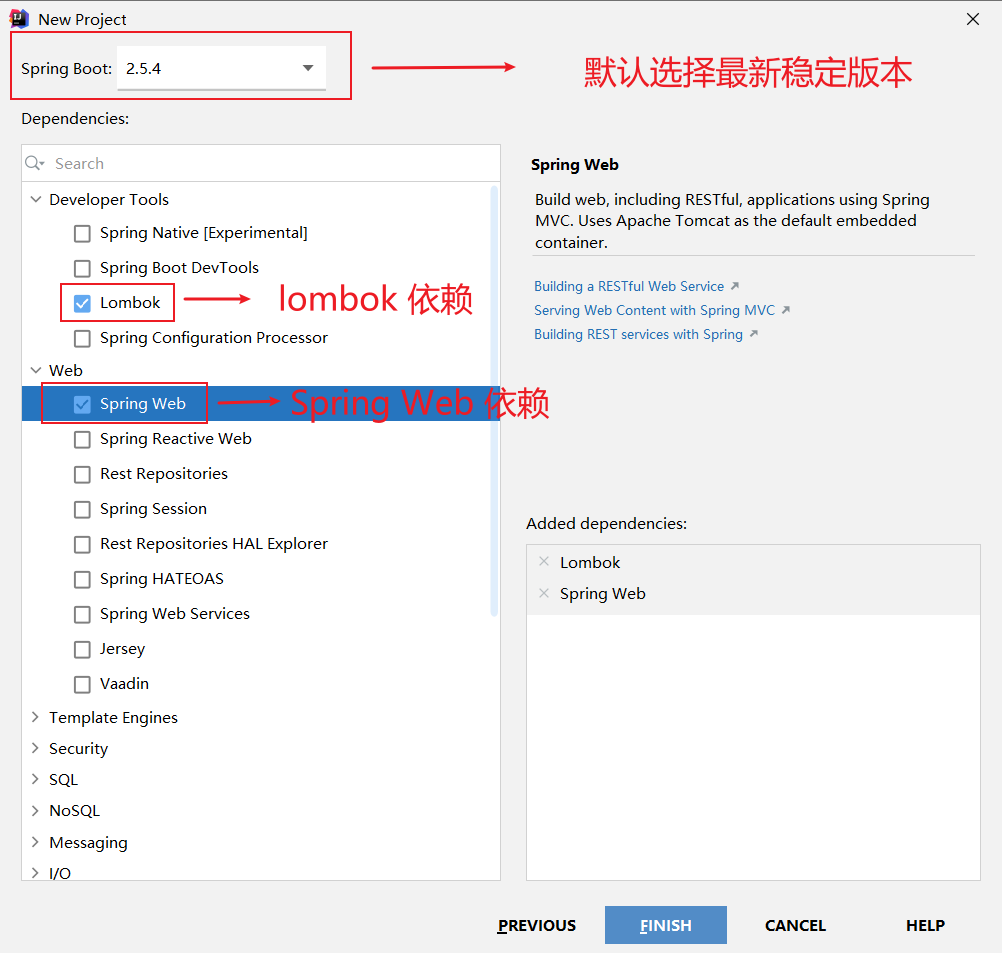 New Project
Spring Boot: 2.5.4
默认选择最新稳定版本
Dependencies:
Search
Developer Tools
Spring Native [Experimental]
Spring Boot DevTools
Lombok
lombok 依赖
Spring Configuration Processor
Web
Spring Web
Spring Web 依赖
Spring Reactive Web
Rest Repositories
Spring Session
Rest Repositories HAL Explorer
Spring HATEOAS
Spring Web Services
Jersey
Vaadin
Template Engines
Security
SQL
NoSQL
Messaging
I/O
Spring Web
Build web, including RESTful, applications using Spring
MVC. Uses Apache Tomcat as the default embedded
container.
Building a RESTful Web Service
Serving Web Content with Spring MVC
Building REST services with Spring
Added dependencies:
Lombok
Spring Web
PREVIOUS
FINISH
CANCEL
HELP